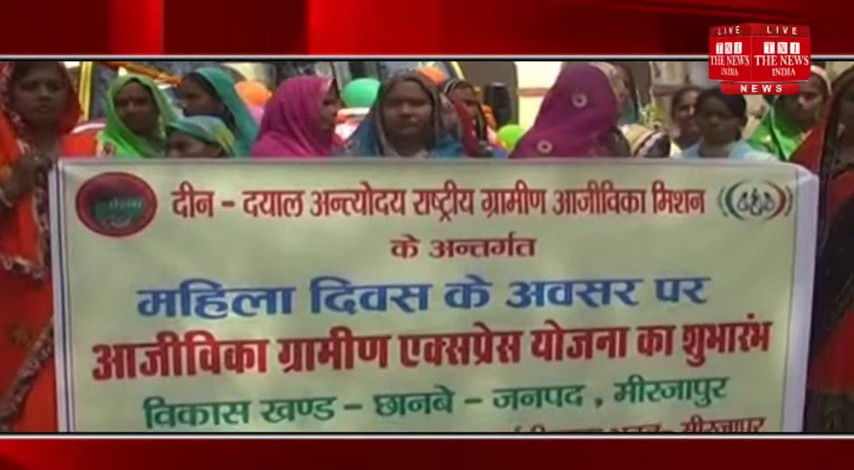 LIVE LIVE
TNI TNI
THE NEWS THE NEWS
INDIA INDIA
NEWS
दीन - दयाल अन्त्योदय राष्ट्रीय ग्रामीण आजीविका मिशन
के अन्तर्गत
महिला दिवस के अवसर पर
आजीविका ग्रामीण एक्सप्रेस योजना का शुभारंभ
विकास खण्ड - छानबे - जनपद , मीरजापुर
मीरजापुर